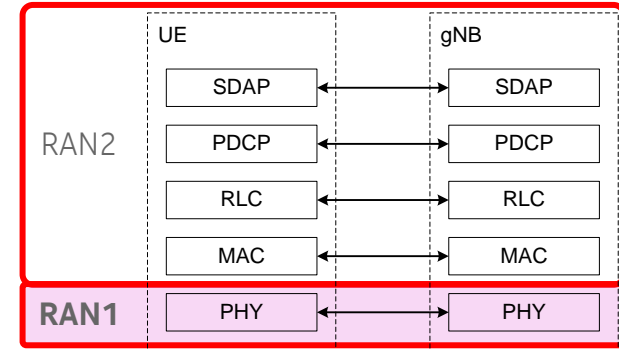 UE gNB
SDAP SDAP
RAN2 PDCP PDCP
RLC RLC
MAC MAC
RAN1 PHY PHY